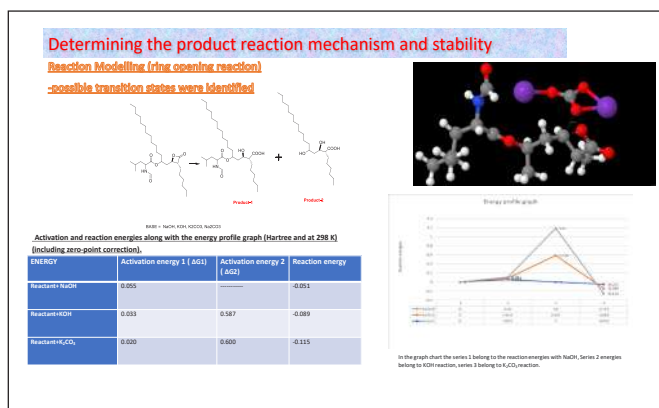 Determining the product reaction mechanism and stability
Reaction Modelling (ring opening reaction)
-possible transition states were identified
Product-1
Product-2
BASE = NaOH, KOH, K2CO3, Na2CO3
Activation and reaction energies along with the energy profile graph (Hartree and at 298 K)
(including zero-point correction).
ENERGY Activation energy 1 ( ΔG1) Activation energy 2 ( ΔG2) Reaction energy
Reactant+ NaOH 0.055 ---------- -0.051
Reactant+KOH 0.033 0.587 -0.089
Reactant+K₂CO₃ 0.020 0.600 -0.115
Energy profile graph
In the graph chart the series 1 belong to the reaction energies with NaOH, Series 2 energies
belong to KOH reaction, series 3 belong to K₂CO₃ reaction.